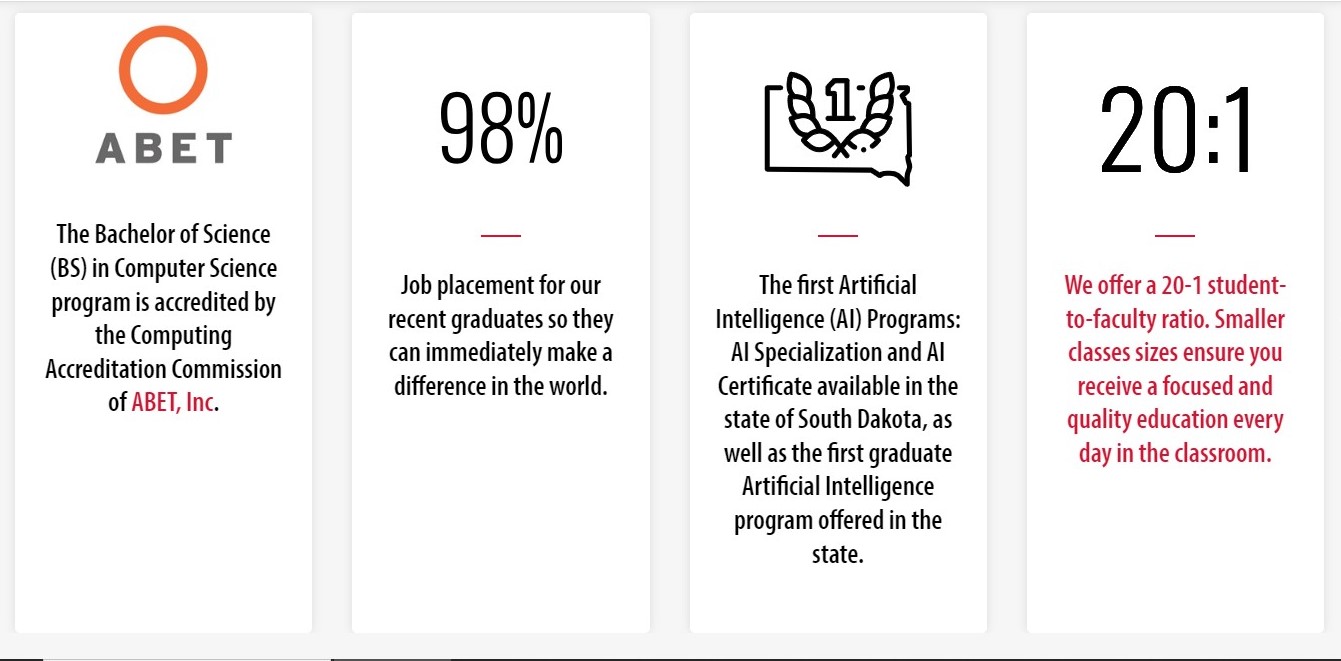 ABET
The Bachelor of Science
(BS) in Computer Science
program is accredited by
the Computing
Accreditation Commission
of ABET, Inc.
98%
Job placement for our
recent graduates so they
can immediately make a
difference in the world.
1
The first Artificial
Intelligence (AI) Programs:
AI Specialization and AI
Certificate available in the
state of South Dakota, as
well as the first graduate
Artificial Intelligence
program offered in the
state.
20:1
We offer a 20-1 student-
to-faculty ratio. Smaller
classes sizes ensure you
receive a focused and
quality education every
day in the classroom.